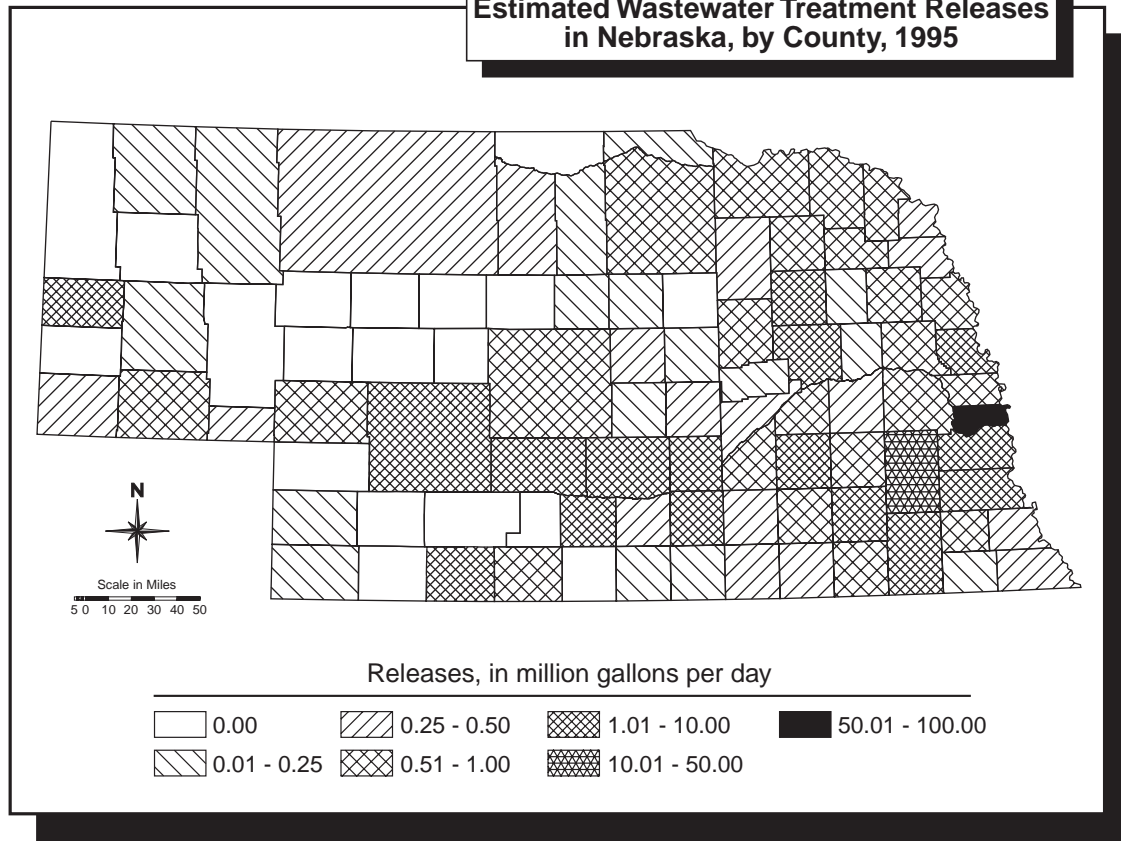 Estimated Wastewater Treatment Releases
in Nebraska, by County, 1995
N
Scale in Miles
5 0 10 20 30 40 50
Releases, in million gallons per day
0.00
0.25 - 0.50
1.01 - 10.00
50.01 - 100.00
0.01 - 0.25
0.51 - 1.00
10.01 - 50.00